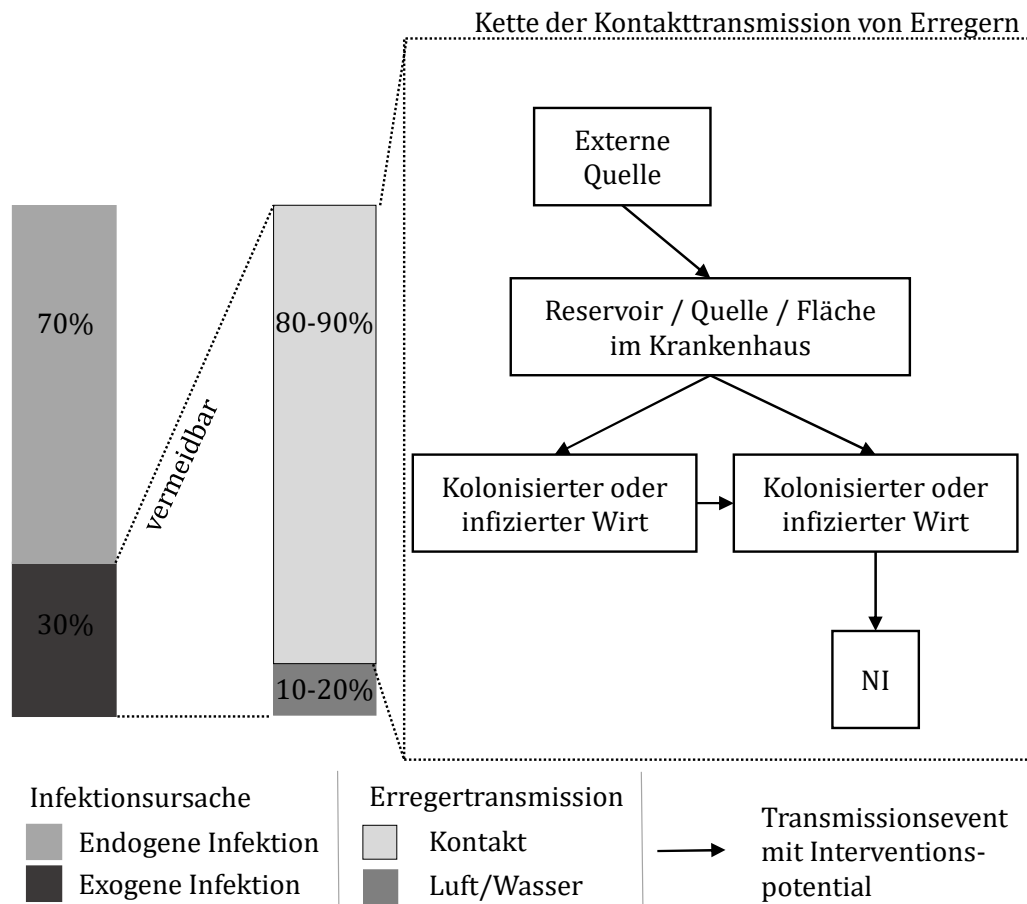 Kette der Kontakttransmission von Erregern
Externe
Quelle
Reservoir / Quelle / Fläche
im Krankenhaus
Kolonisierter oder
infizierter Wirt
Kolonisierter oder
infizierter Wirt
NI
70%
30%
vermeidbar
80-90%
10-20%
Infektionsursache
Endogene Infektion
Exogene Infektion
Erregertransmission
Kontakt
Luft/Wasser
Transmissionsevent
mit Interventions-
potential